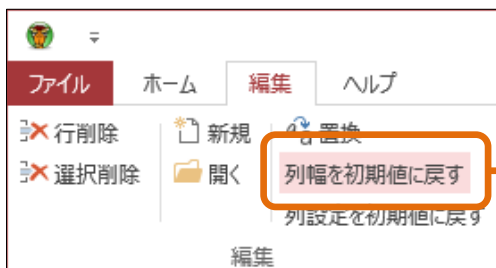 ファイル ホーム 編集 ヘルプ
行削除 新規 置換
選択削除 開く 列幅を初期値に戻す
列設定を初期値に戻す
編集